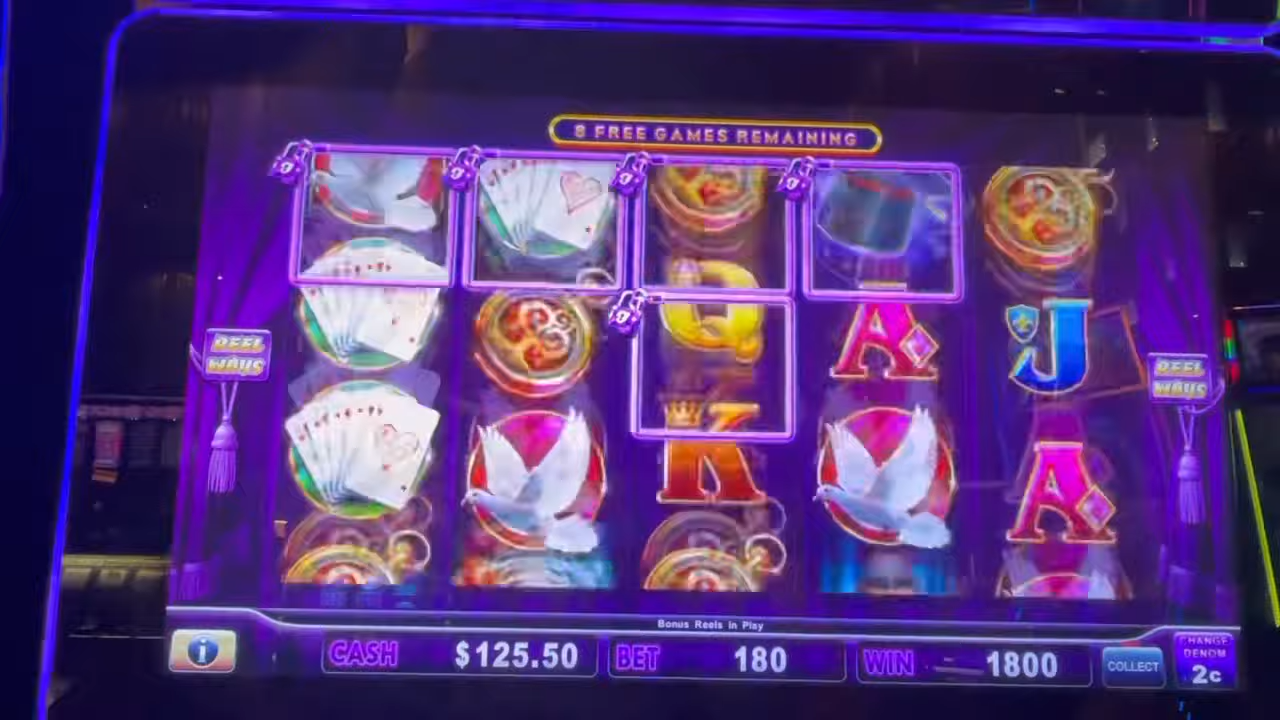 8 FREE GAMES REMAINING
Q
A
J
REEL
WAYS
REEL
WAYS
K
A
Bonus Reels in Play
CASH $125.50 BET 180 WIN 1800 COLLECT
CHANGE
DENOM
2c
i